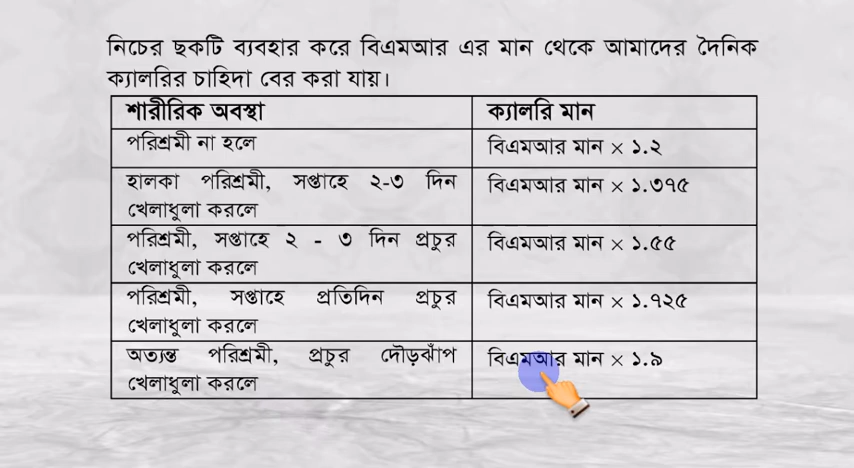 নিচের ছকটি ব্যবহার করে বিএমআর এর মান থেকে আমাদের দৈনিক
ক্যালরির চাহিদা বের করা যায়।
শারীরিক অবস্থা
ক্যালরি মান
পরিশ্রমী না হলে
বিএমআর মান × ১.২
হালকা পরিশ্রমী, সপ্তাহে ২-৩ দিন
খেলাধুলা করলে
বিএমআর মান × ১.৩৭৫
পরিশ্রমী, সপ্তাহে ২ - ৩ দিন প্রচুর
খেলাধুলা করলে
বিএমআর মান × ১.৫৫
পরিশ্রমী, সপ্তাহে প্রতিদিন প্রচুর
খেলাধুলা করলে
বিএমআর মান × ১.৭২৫
অত্যন্ত পরিশ্রমী, প্রচুর দৌড়ঝাঁপ
খেলাধুলা করলে
বিএমআর মান × ১.৯